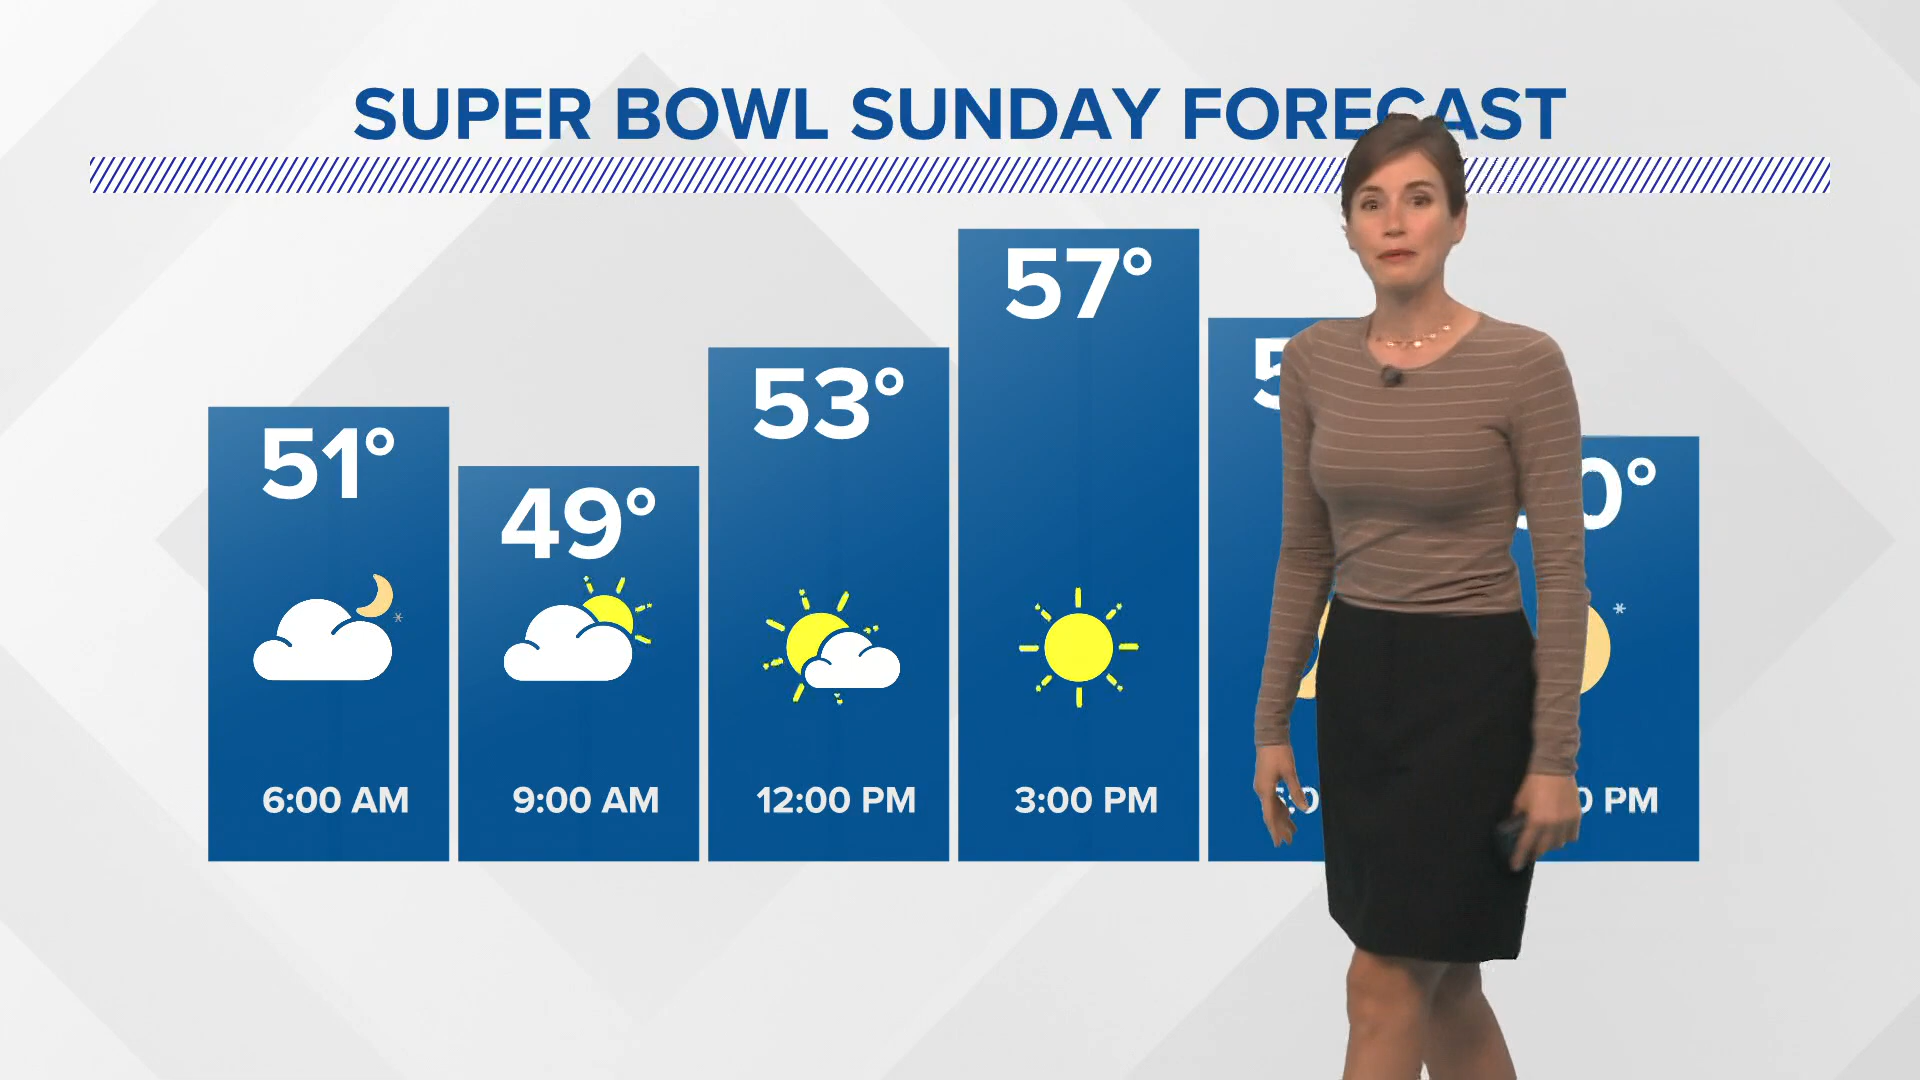 SUPER BOWL SUNDAY FORECAST
51° 49° 53° 57°
6:00 AM 9:00 AM 12:00 PM 3:00 PM PM